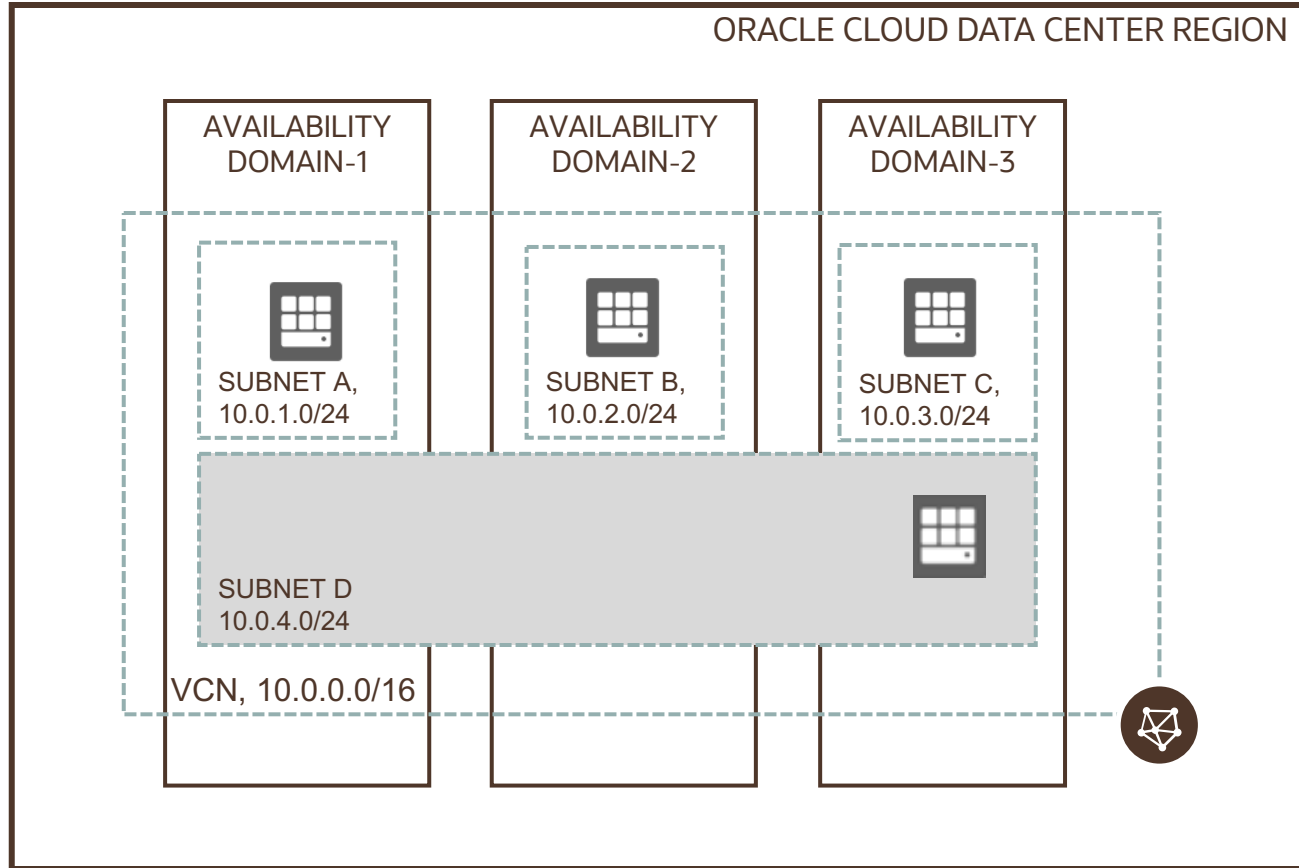 ORACLE CLOUD DATA CENTER REGION
AVAILABILITY
DOMAIN-1
AVAILABILITY
DOMAIN-2
AVAILABILITY
DOMAIN-3
SUBNET A,
10.0.1.0/24
SUBNET B,
10.0.2.0/24
SUBNET C,
10.0.3.0/24
SUBNET D
10.0.4.0/24
VCN, 10.0.0.0/16